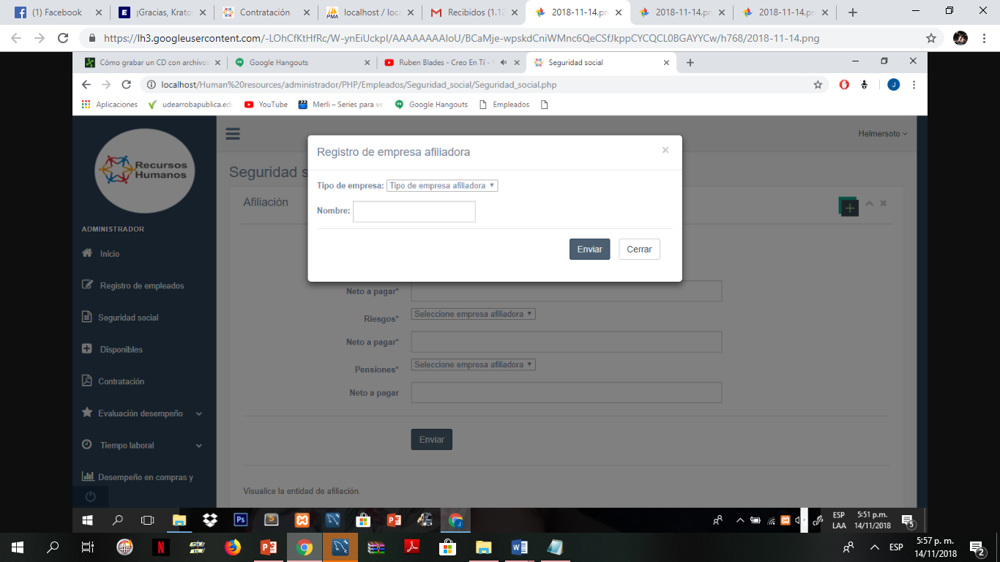 (1) Facebook
¡Gracias, Krato
Contratación
localhost / loca
Recibidos (1.12
2018-11-14.pn
2018-11-14.pn
2018-11-14.pn
https://lh3.googleusercontent.com/-LOhCfKtHfRc/W-ynEiUckpI/AAAAAAAAIoU/BCaMje-wpskdCniWMnc6QeCSfJkppCYCQCL0BGAYYCw/h768/2018-11-14.png
Cómo grabar un CD con archivos
Google Hangouts
Ruben Blades - Creo En Tí -
Seguridad social
localhost/Human%20resources/administrador/PHP/Empleados/Seguridad_social/Seguridad_social.php
J
Aplicaciones
udearrobapublica.edu
YouTube
Merlí – Series para ve
Google Hangouts
Empleados
Recursos
Humanos
Helmersoto
Registro de empresa afiliadora
Seguridad s
Tipo de empresa: Tipo de empresa afiliadora
Afiliación
Nombre:
ADMINISTRADOR
Enviar
Cerrar
Inicio
Registro de empleados
Neto a pagar*
Seguridad social
Riesgos* Seleccione empresa afiliadora
Neto a pagar*
Disponibles
Pensiones* Seleccione empresa afiliadora
Contratación
Neto a pagar
Evaluación desempeño
Enviar
Tiempo laboral
Desempeño en compras y
Visualice la entidad de afiliación.
ESP
LAA
5:51 p.m.
14/11/2018
5
ESP
5:57 p. m.
14/11/2018
2